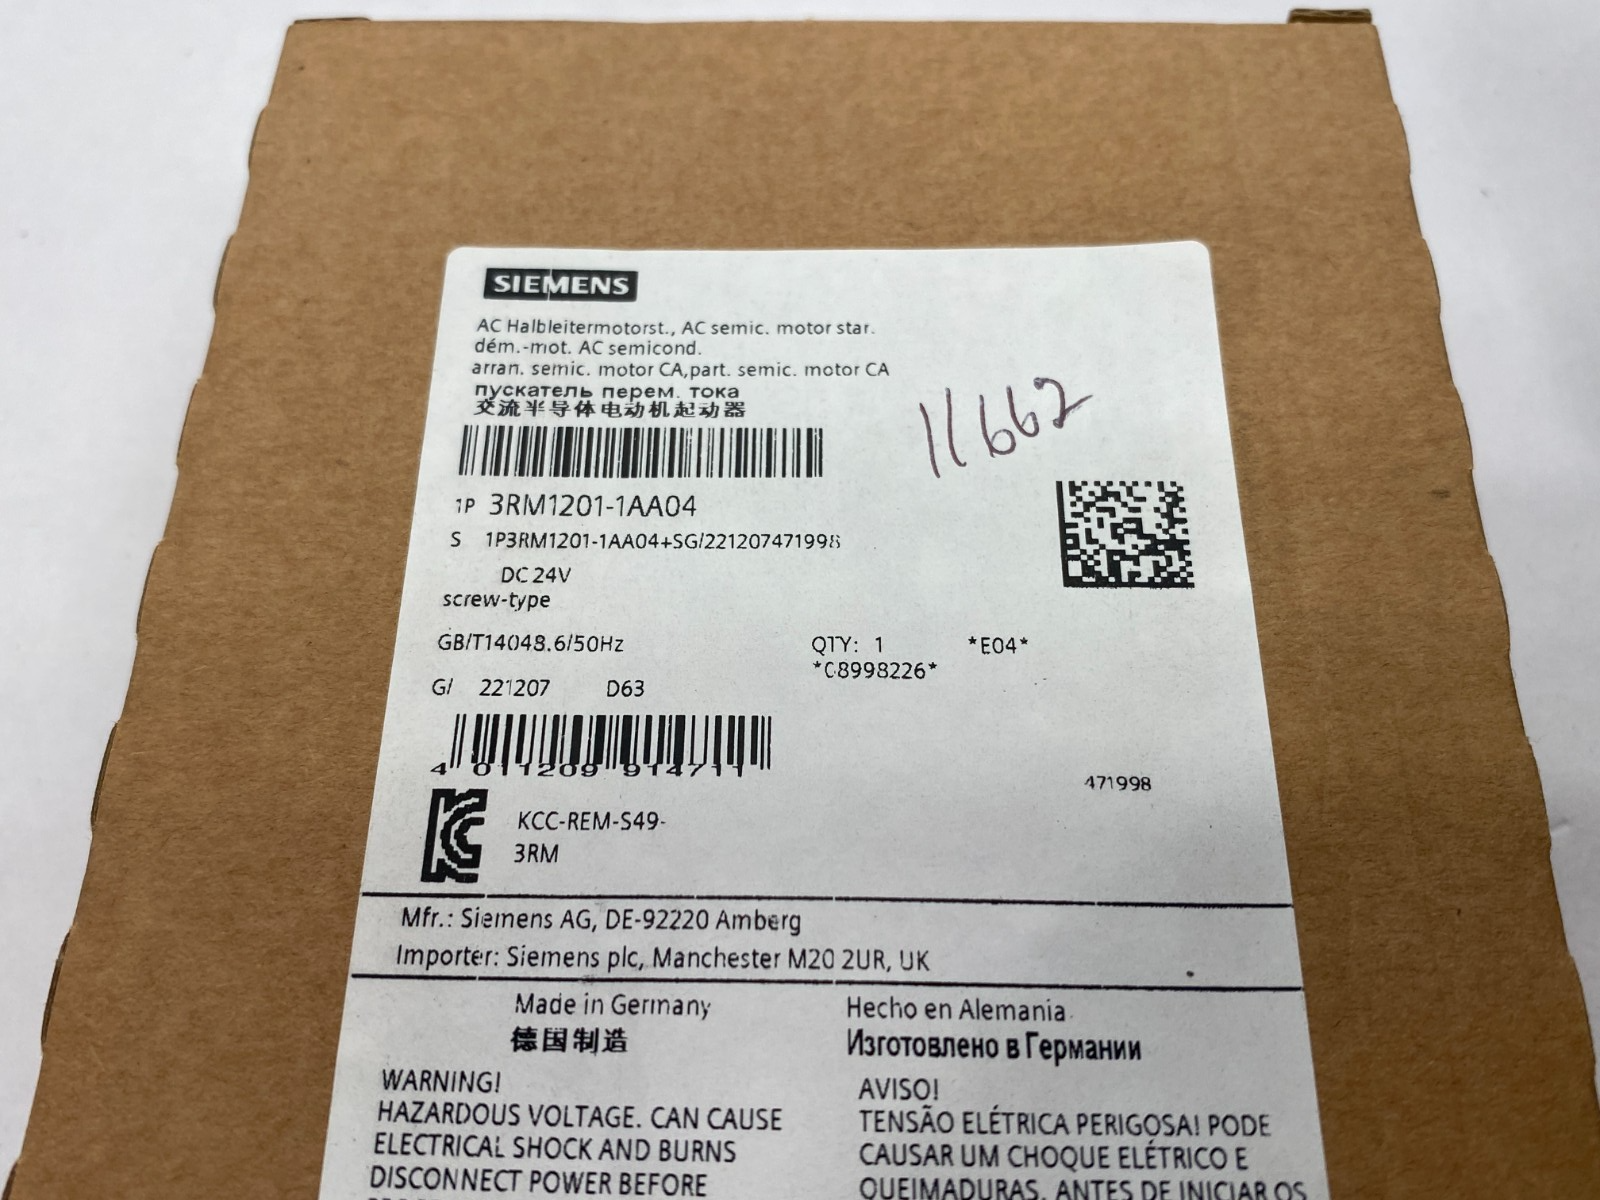 SIEMENS
AC Halbleitermotorst., AC semic. motor star.
dém.-mot. AC semicond.
arran. semic. motor CA,part. semic. motor CA
пускатель перем. тока
交流半导体电动机起动器
11662
1P 3RM1201-1AA04
S 1P3RM1201-1AA04+SG/221207471998
DC 24V
screw-type
GB/T14048.6/50Hz QTY: 1 *E04*
*C8998226*
G/ 221207 D63
4 011209 914711
471998
KCC-REM-S49-
3RM
Mfr.: Siemens AG, DE-92220 Amberg
Importer: Siemens plc, Manchester M20 2UR, UK
Made in Germany Hecho en Alemania
德国制造 Изготовлено в Германии
WARNING!
HAZARDOUS VOLTAGE. CAN CAUSE
ELECTRICAL SHOCK AND BURNS
DISCONNECT POWER BEFORE
AVISO!
TENSÃO ELÉTRICA PERIGOSA! PODE
CAUSAR UM CHOQUE ELÉTRICO E
QUEIMADURAS. ANTES DE INICIAR OS